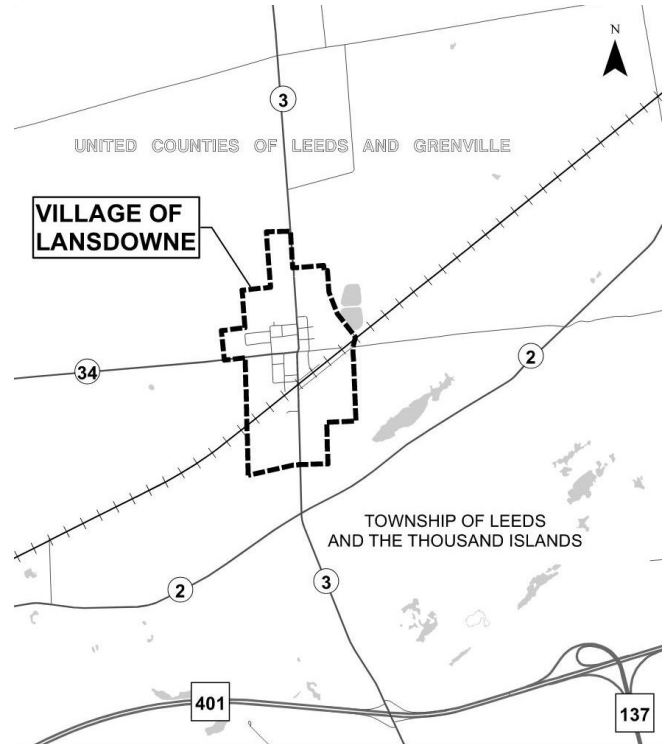 N
3
UNITED COUNTIES OF LEEDS AND GRENVILLE
VILLAGE OF
LANSDOWNE
2
34
TOWNSHIP OF LEEDS
AND THE THOUSAND ISLANDS
3
2
401
137